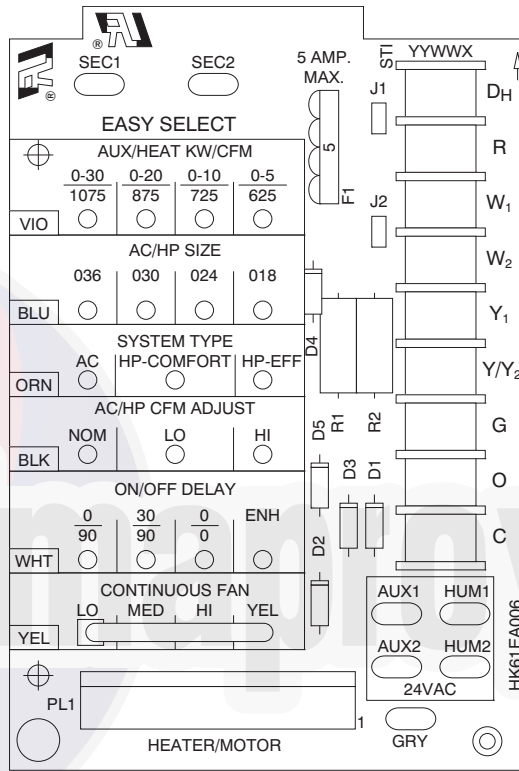 SEC1 SEC2
5 AMP.
MAX.
STI YYWWX
EASY SELECT
AUX/HEAT KW/CFM
0-30 0-20 0-10 0-5
1075 875 725 625
VIO
5
F1
J1
J2
AC/HP SIZE
036 030 024 018
BLU
SYSTEM TYPE
AC HP-COMFORT HP-EFF
ORN
D4
R1 R2
AC/HP CFM ADJUST
NOM LO HI
BLK
D5
D3 D1
ON/OFF DELAY
0 30 0 ENH
90 90 0
WHT
D2
CONTINUOUS FAN
LO MED HI YEL
YEL
DH
R
W1
W2
Y1
Y/Y2
G
O
C
AUX1 HUM1
AUX2 HUM2
24VAC
GRY
HK61EA006
PL1
1
HEATER/MOTOR